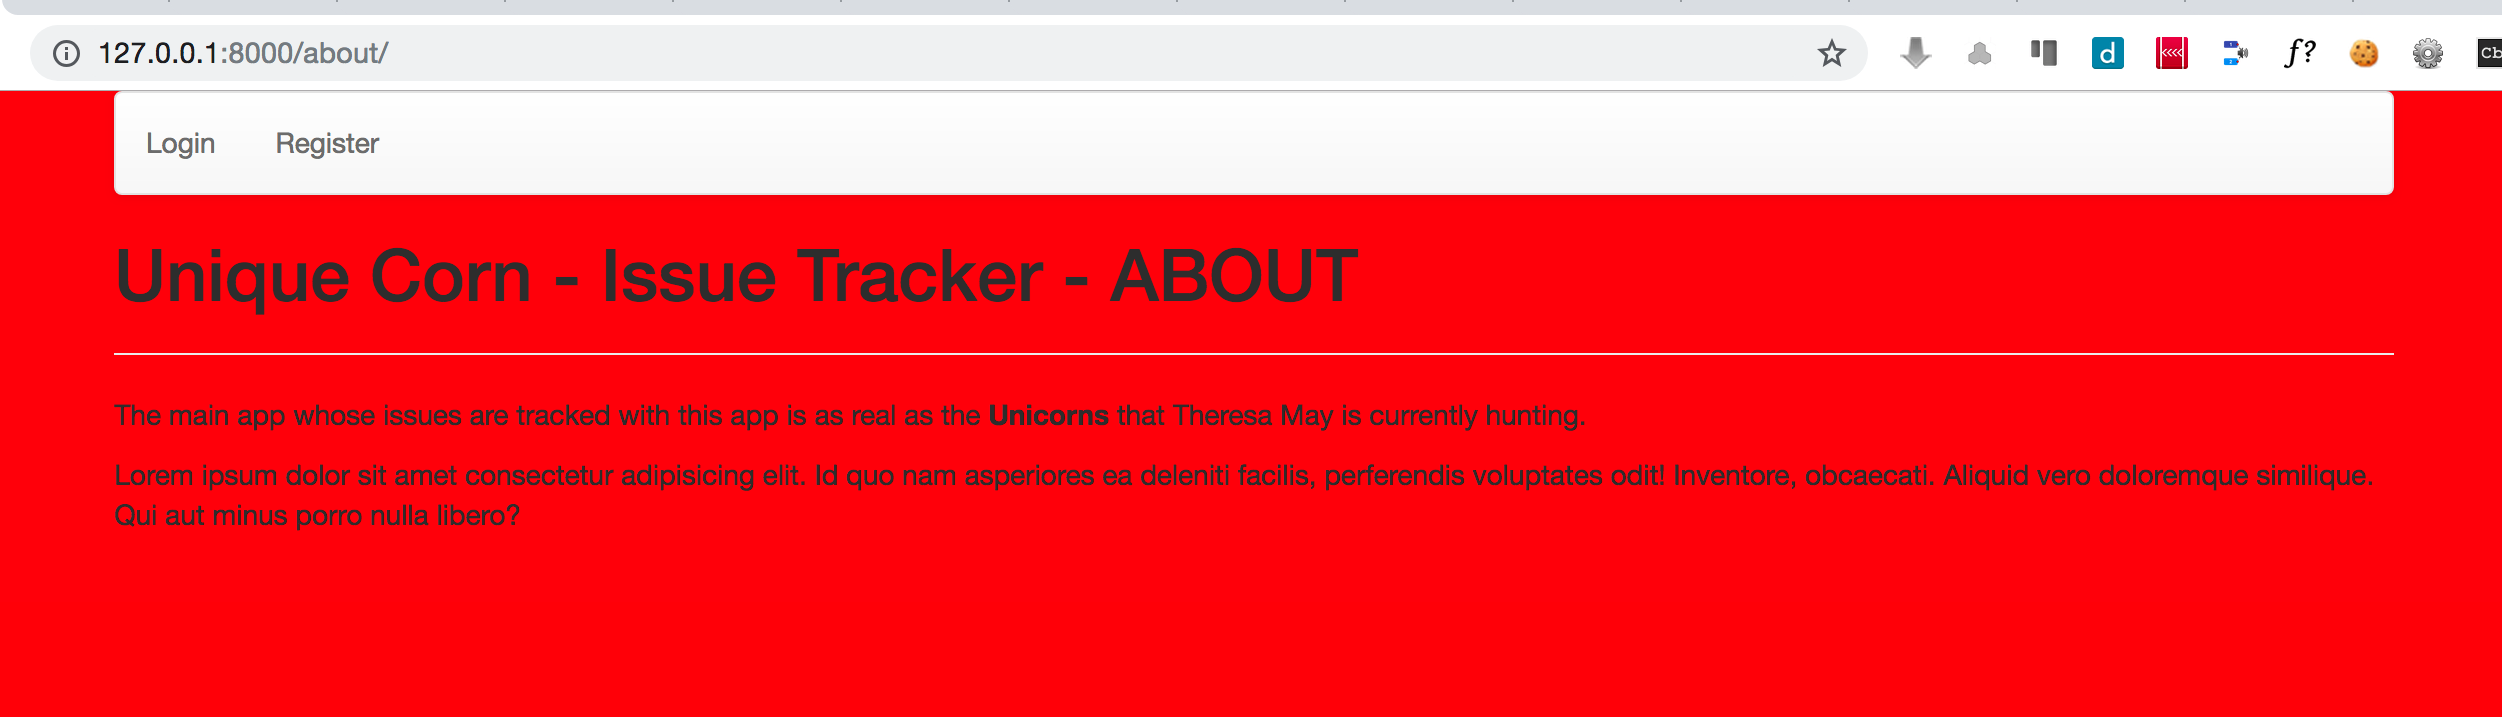 127.0.0.1:8000/about/
d
f?
Cb
Login Register
Unique Corn - Issue Tracker - ABOUT
The main app whose issues are tracked with this app is as real as the Unicorns that Theresa May is currently hunting.
Lorem ipsum dolor sit amet consectetur adipisicing elit. Id quo nam asperiores ea deleniti facilis, perferendis voluptates odit! Inventore, obcaecati. Aliquid vero doloremque similique.
Qui aut minus porro nulla libero?